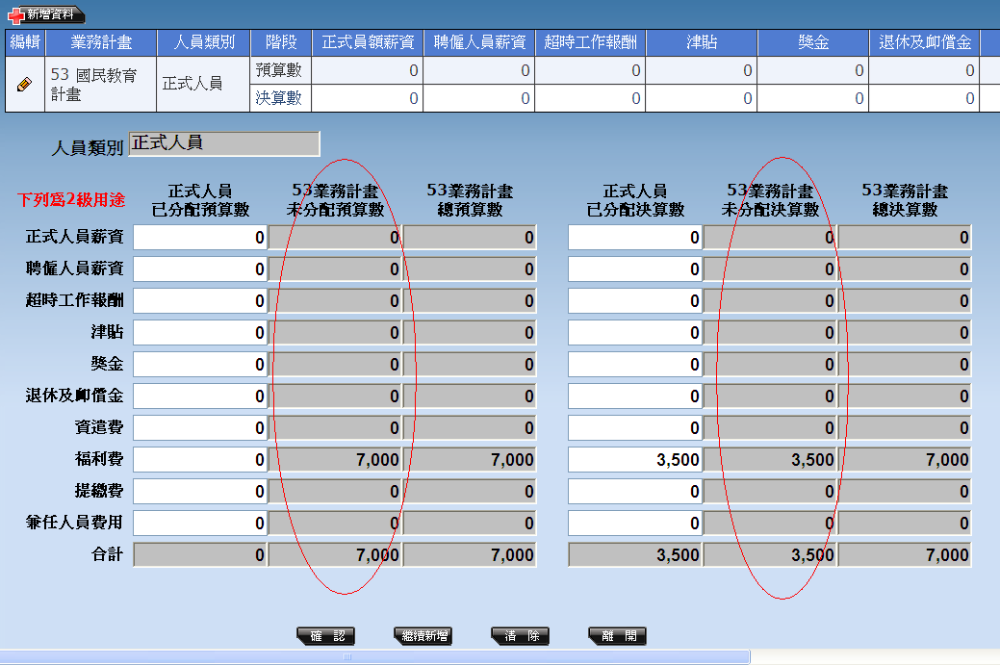 新增資料
編輯 業務計畫 人員類別 階段 正式員額薪資 聘僱人員薪資 超時工作報酬 津貼 獎金 退休及卹償金
53 國民教育計畫 正式人員 預算數 0 0 0 0 0 0
決算數 0 0 0 0 0 0
人員類別 正式人員
下列為2級用途 正式人員 53業務計畫 53業務計畫 正式人員 53業務計畫 53業務計畫
已分配預算數 未分配預算數 總預算數 已分配決算數 未分配決算數 總決算數
正式人員薪資 0 0 0 0 0 0
聘僱人員薪資 0 0 0 0 0 0
超時工作報酬 0 0 0 0 0 0
津貼 0 0 0 0 0 0
獎金 0 0 0 0 0 0
退休及卹償金 0 0 0 0 0 0
資遣費 0 0 0 0 0 0
福利費 0 7,000 7,000 3,500 3,500 7,000
提繳費 0 0 0 0 0 0
兼任人員費用 0 0 0 0 0 0
合計 0 7,000 7,000 3,500 3,500 7,000
確 認 繼續新增 清 除 離 開